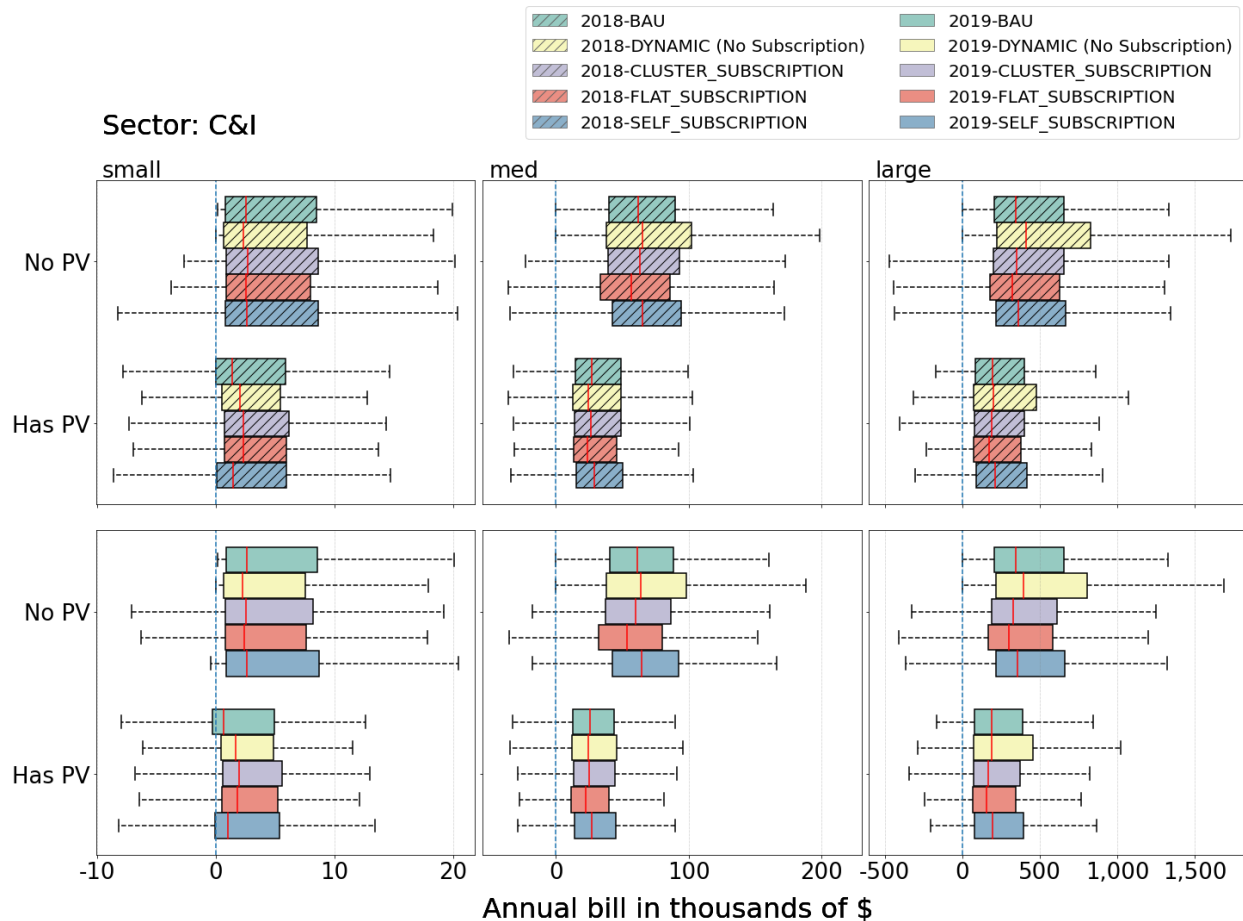 2018-BAU 2019-BAU
2018-DYNAMIC (No Subscription) 2019-DYNAMIC (No Subscription)
2018-CLUSTER_SUBSCRIPTION 2019-CLUSTER_SUBSCRIPTION
2018-FLAT_SUBSCRIPTION 2019-FLAT_SUBSCRIPTION
2018-SELF_SUBSCRIPTION 2019-SELF_SUBSCRIPTION
Sector: C&I
small med large
No PV
Has PV
No PV
Has PV
-10 0 10 20 0 100 200 -500 0 500 1,000 1,500
Annual bill in thousands of $